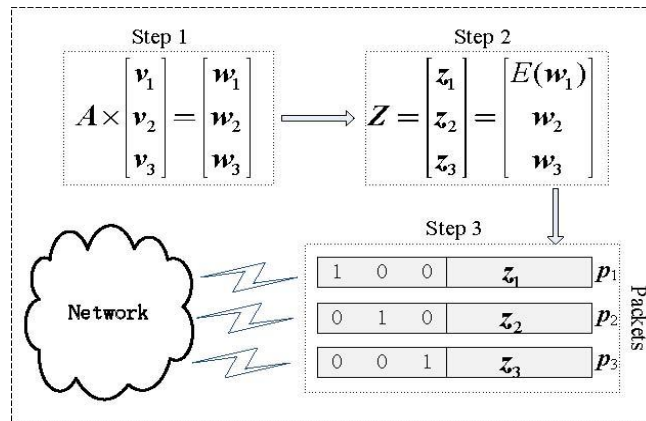 Step 1
A × [v1 v2 v3] = [w1 w2 w3]
Step 2
Z = [z1 z2 z3] = [E(w1) w2 w3]
Step 3
1 0 0 z1 p1
0 1 0 z2 p2
0 0 1 z3 p3
Packets
Network